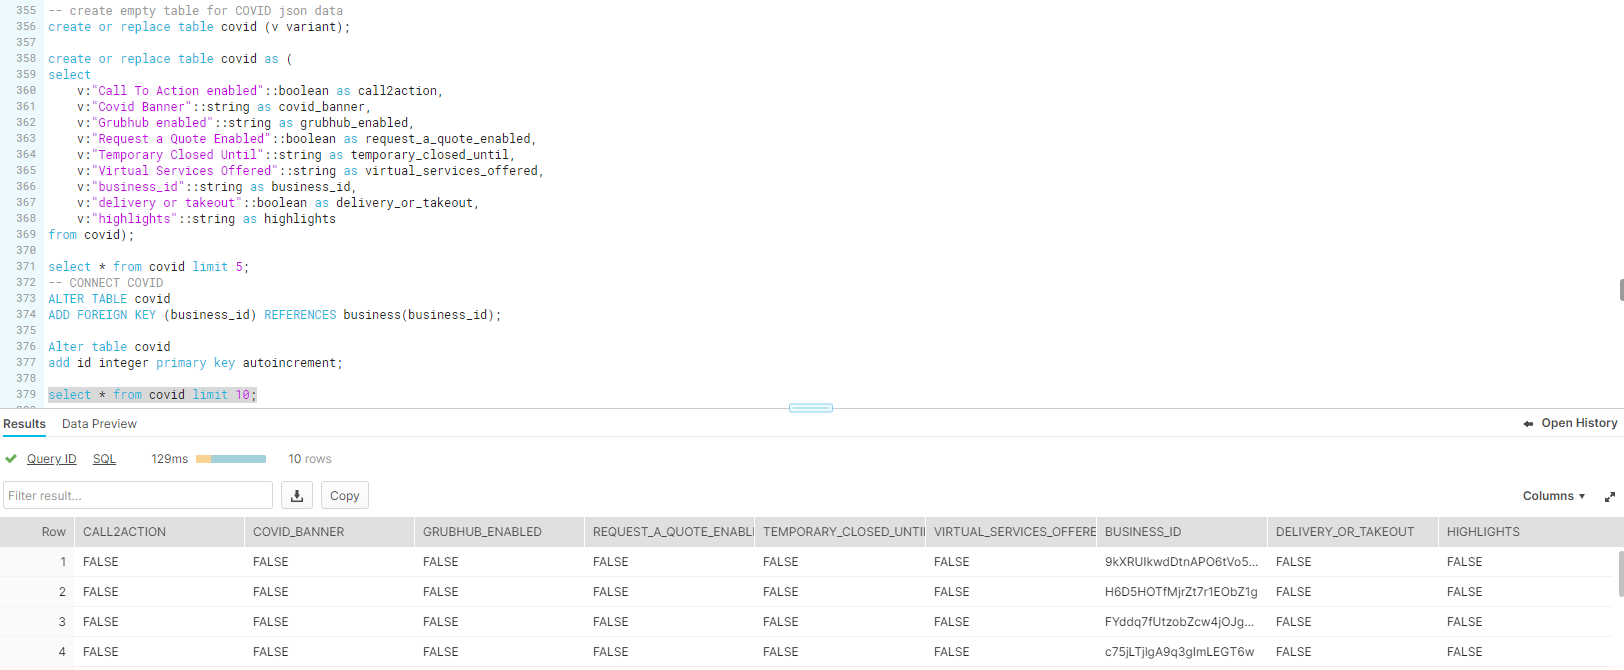 355 -- create empty table for COVID json data
356 create or replace table covid (v variant);
357
358 create or replace table covid as (
359 select
360 v:"Call To Action enabled"::boolean as call2action,
361 v:"Covid Banner"::string as covid_banner,
362 v:"Grubhub enabled"::string as grubhub_enabled,
363 v:"Request a Quote Enabled"::boolean as request_a_quote_enabled,
364 v:"Temporary Closed Until"::string as temporary_closed_until,
365 v:"Virtual Services Offered"::string as virtual_services_offered,
366 v:"business_id"::string as business_id,
367 v:"delivery or takeout"::boolean as delivery_or_takeout,
368 v:"highlights"::string as highlights
369 from covid);
370
371 select * from covid limit 5;
372 -- CONNECT COVID
373 ALTER TABLE covid
374 ADD FOREIGN KEY (business_id) REFERENCES business(business_id);
375
376 Alter table covid
377 add id integer primary key autoincrement;
378
379 select * from covid limit 10;
Results Data Preview Open History
Query ID SQL 129ms 10 rows
Filter result... Copy Columns
Row CALL2ACTION COVID_BANNER GRUBHUB_ENABLED REQUEST_A_QUOTE_ENABL TEMPORARY_CLOSED_UNTI VIRTUAL_SERVICES_OFFERE BUSINESS_ID DELIVERY_OR_TAKEOUT HIGHLIGHTS
1 FALSE FALSE FALSE FALSE FALSE FALSE 9kXRUIkwdDtnAPO6tVo5... FALSE FALSE
2 FALSE FALSE FALSE FALSE FALSE FALSE H6D5HOTfMjrZt7r1EObZ1g FALSE FALSE
3 FALSE FALSE FALSE FALSE FALSE FALSE FYddq7fUtzobZcw4jOJg... FALSE FALSE
4 FALSE FALSE FALSE FALSE FALSE FALSE c75jLTjIgA9q3gImLEGT6w FALSE FALSE